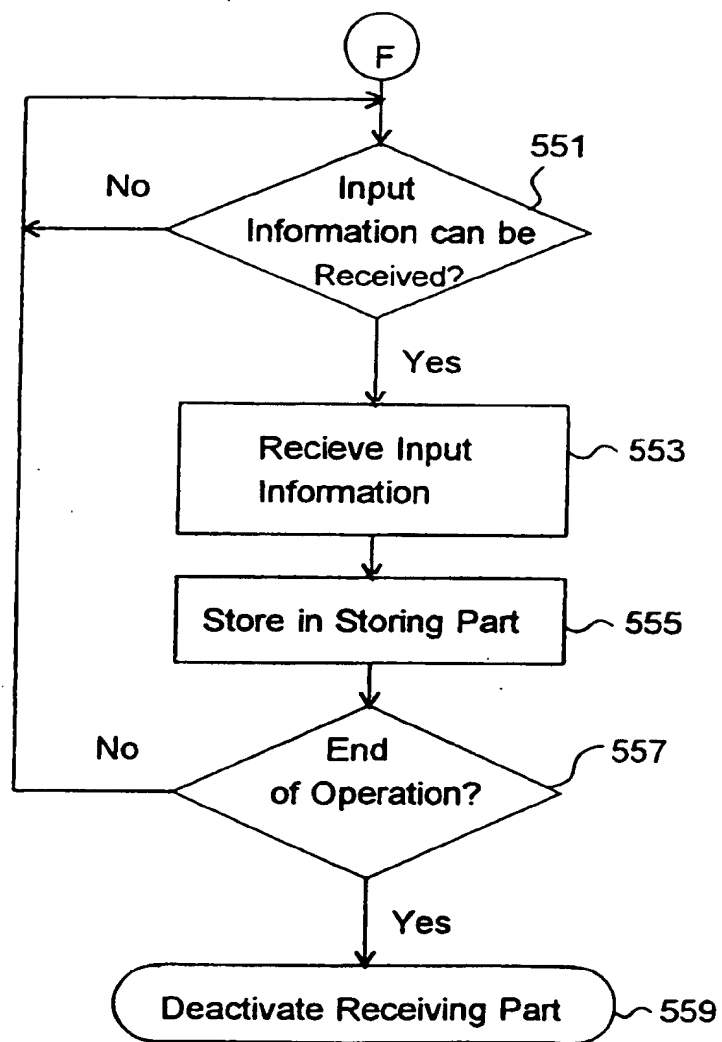 F
551
No
Input
Information can be
Received?
Yes
Recieve Input
Information
553
Store in Storing Part
555
No
End
of Operation?
557
Yes
Deactivate Receiving Part
559